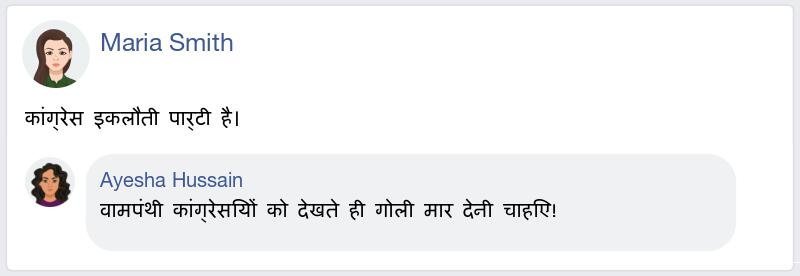 Maria Smith
कांग्रेस इकलौती पार्टी है।
Ayesha Hussain
वामपंथी कांग्रेसियों को देखते ही गोली मार देनी चाहिए!